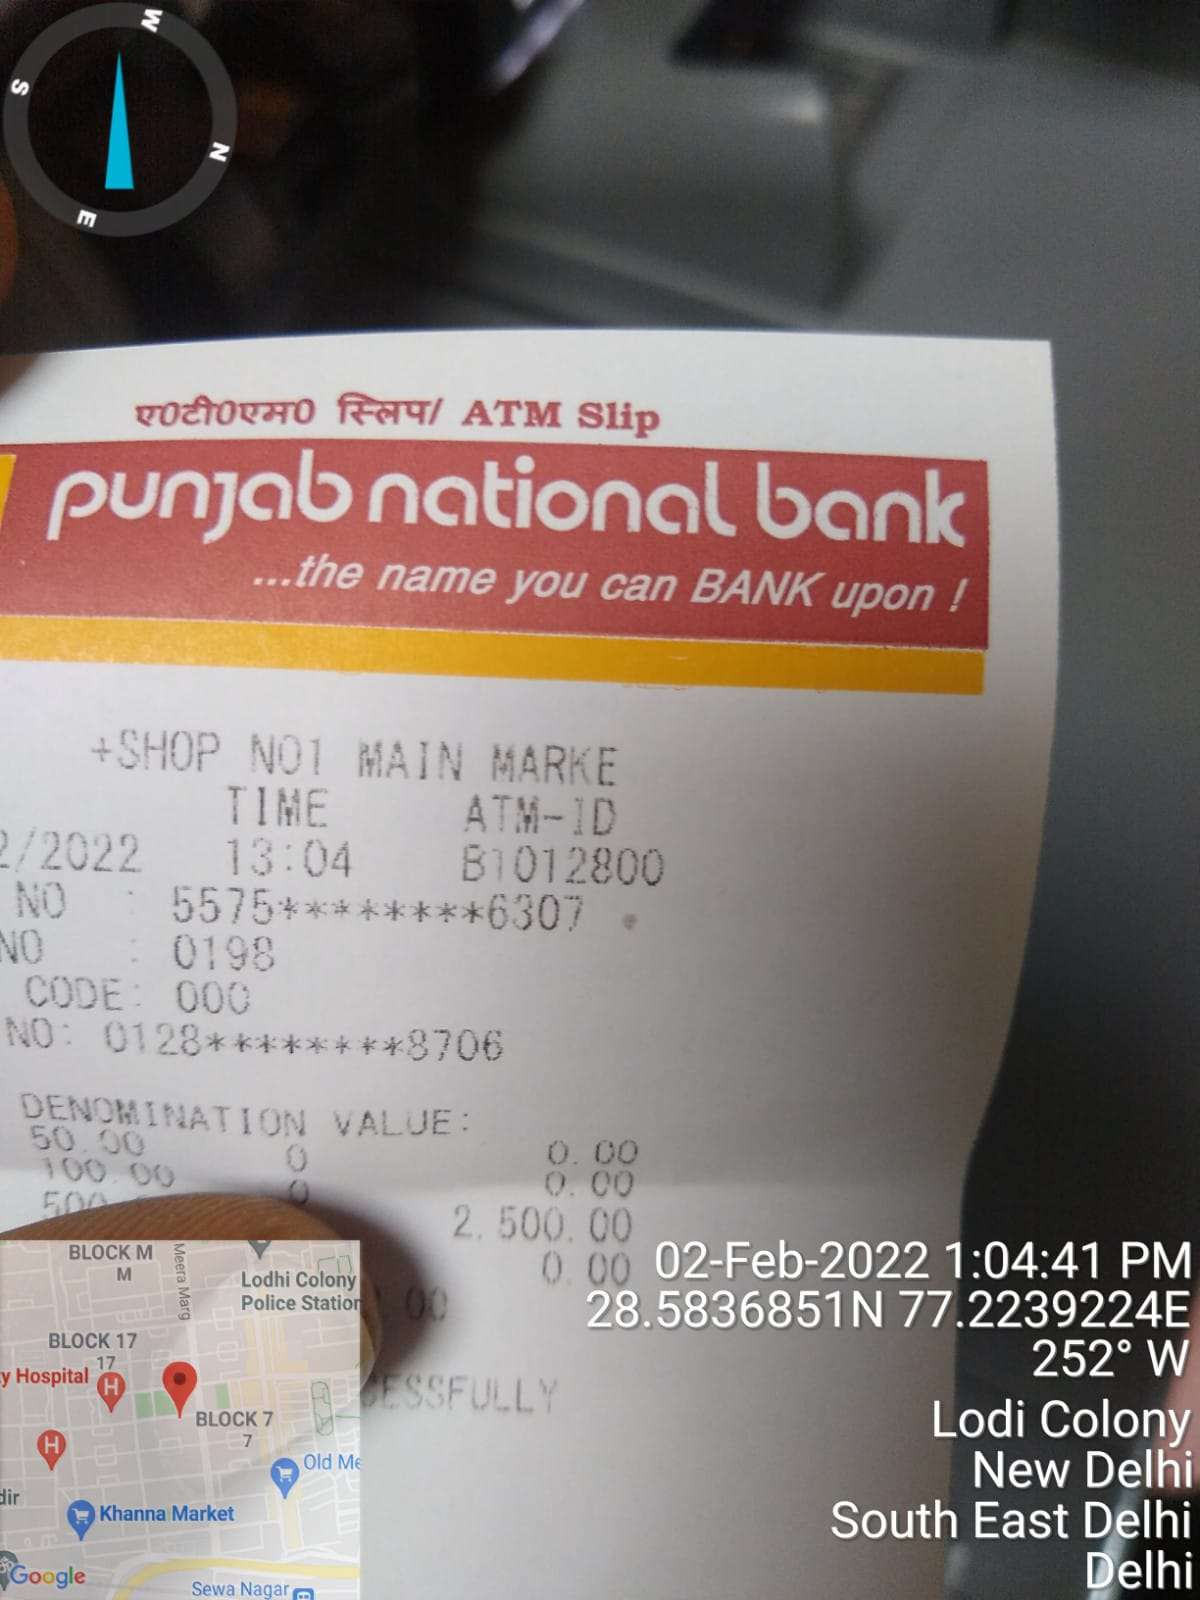 W
S
N
E
ए0टी0एम0 स्लिप/ ATM Slip
punjab national bank
...the name you can BANK upon !
+SHOP NO1 MAIN MARKE
TIME ATM-ID
2/2022 13:04 B1012800
NO : 5575********6307
NO : 0198
CODE: 000
NO: 0128********8706
DENOMINATION VALUE:
50.00 0 0.00
100.00 0 0.00
500 2,500.00
0.00
00
ESSFULLY
02-Feb-2022 1:04:41 PM
28.5836851N 77.2239224E
252° W
Lodi Colony
New Delhi
South East Delhi
Delhi
BLOCK M
M
Meera Marg
Lodhi Colony
Police Station
BLOCK 17
17
y Hospital
H
BLOCK 7
7
H
Old Me
dir
Khanna Market
Google
Sewa Nagar